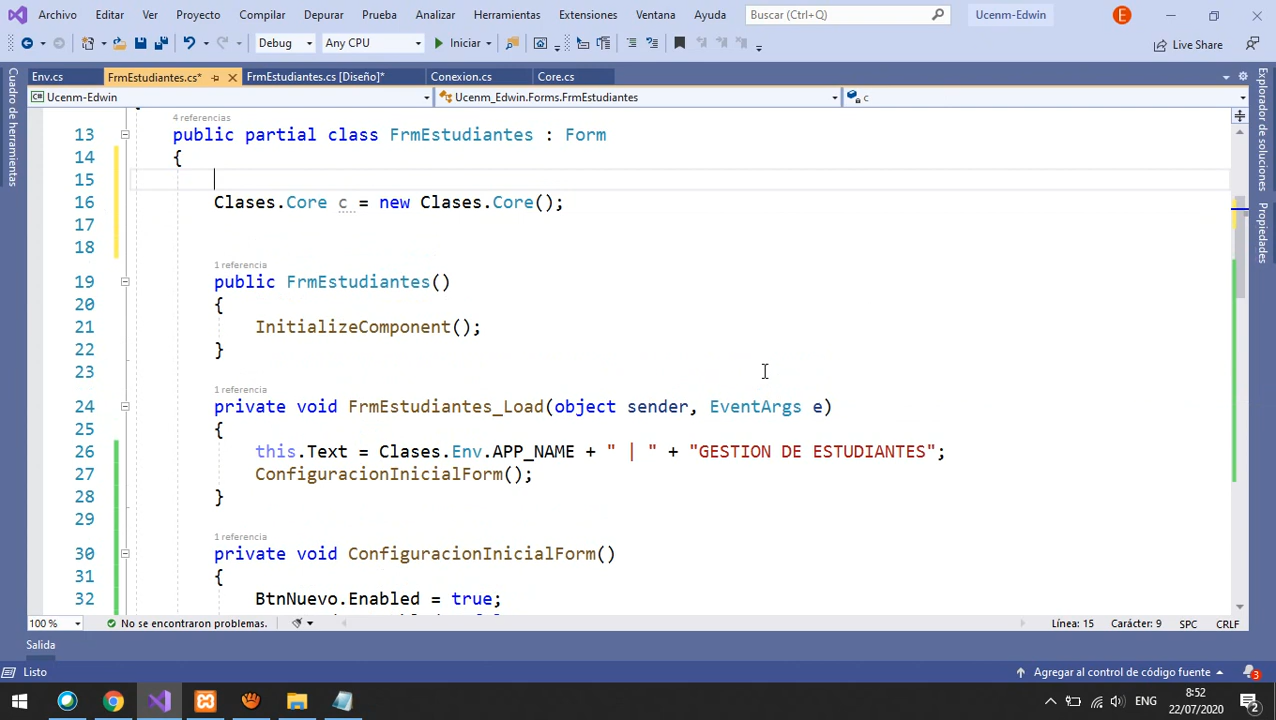 Archivo Editar Ver Proyecto Compilar Depurar Prueba Analizar Herramientas Extensiones Ventana Ayuda Buscar (Ctrl+Q) Ucenm-Edwin E
Debug Any CPU Iniciar Live Share
Env.cs FrmEstudiantes.cs* FrmEstudiantes.cs [Diseño]* Conexion.cs Core.cs
Ucenm-Edwin Ucenm_Edwin.Forms.FrmEstudiantes c
Cuadro de herramientas
Explorador de soluciones
Propiedades
4 referencias
13 public partial class FrmEstudiantes : Form
14 {
15
16 Clases.Core c = new Clases.Core();
17
18
1 referencia
19 public FrmEstudiantes()
20 {
21 InitializeComponent();
22 }
23
1 referencia
24 private void FrmEstudiantes_Load(object sender, EventArgs e)
25 {
26 this.Text = Clases.Env.APP_NAME + " | " + "GESTION DE ESTUDIANTES";
27 ConfiguracionInicialForm();
28 }
29
1 referencia
30 private void ConfiguracionInicialForm()
31 {
32 BtnNuevo.Enabled = true;
100 % No se encontraron problemas. Línea: 15 Carácter: 9 SPC CRLF
Salida
Listo Agregar al control de código fuente 3
ENG 8:52
22/07/2020 2